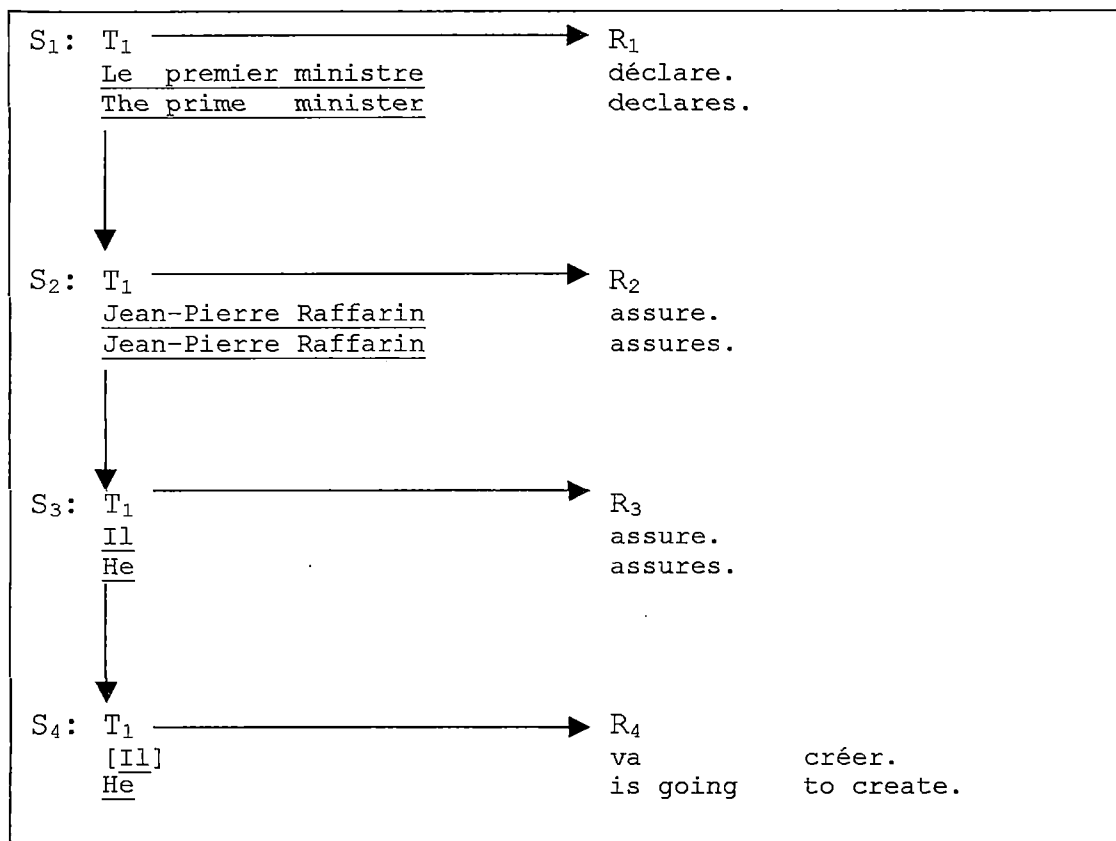 S₁: T₁ R₁
Le premier ministre déclare.
The prime minister declares.
S₂: T₁ R₂
Jean-Pierre Raffarin assure.
Jean-Pierre Raffarin assures.
S₃: T₁ R₃
Il assure.
He assures.
S₄: T₁ R₄
[Il] va créer.
He is going to create.